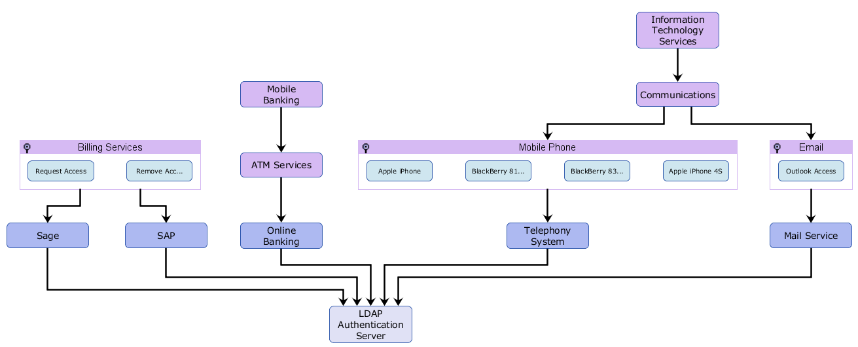 Information
Technology
Services
Mobile
Banking
Communications
Billing Services
Mobile Phone
Email
ATM Services
Request Access
Remove Acc...
Apple iPhone
BlackBerry 81...
BlackBerry 83...
Apple iPhone 4S
Outlook Access
Sage
SAP
Online
Banking
Telephony
System
Mail Service
LDAP
Authentication
Server